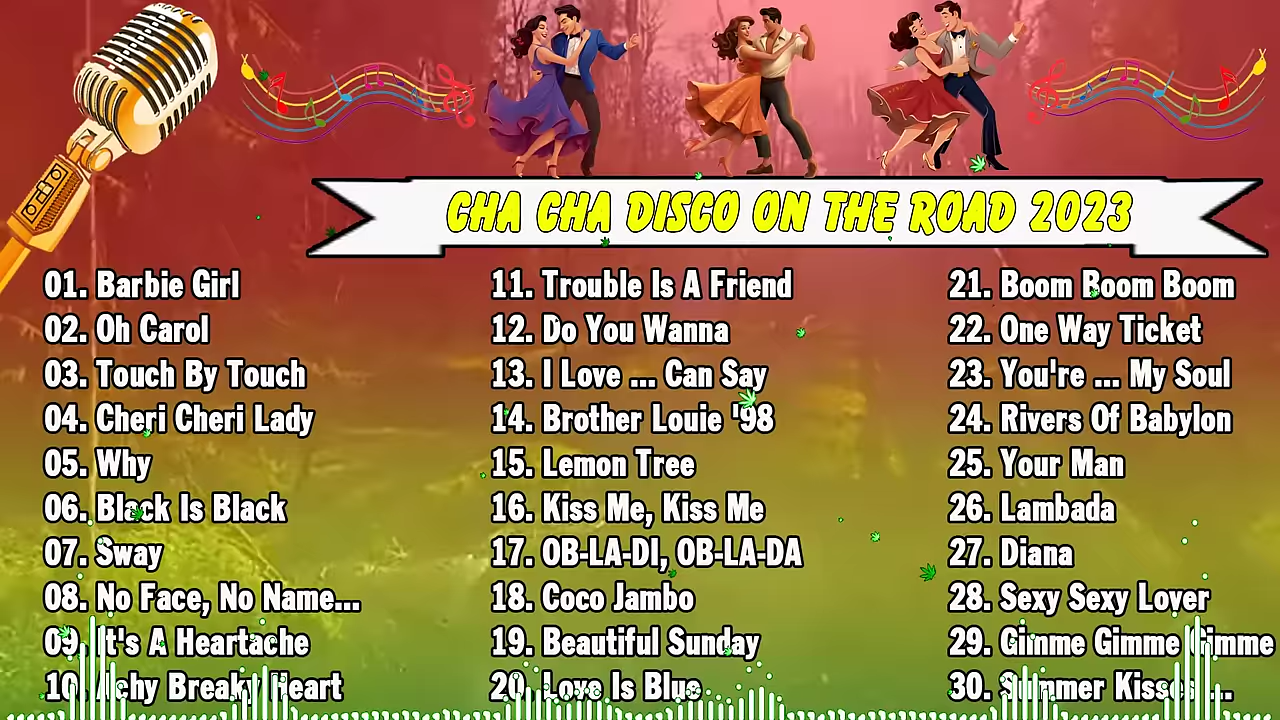 CHA CHA DISCO ON THE ROAD 2023
01. Barbie Girl
02. Oh Carol
03. Touch By Touch
04. Cheri Cheri Lady
05. Why
06. Black Is Black
07. Sway
08. No Face, No Name...
09. It's A Heartache
10. Achy Breaky Heart
11. Trouble Is A Friend
12. Do You Wanna
13. I Love ... Can Say
14. Brother Louie '98
15. Lemon Tree
16. Kiss Me, Kiss Me
17. OB-LA-DI, OB-LA-DA
18. Coco Jambo
19. Beautiful Sunday
20. Love Is Blue
21. Boom Boom Boom
22. One Way Ticket
23. You're ... My Soul
24. Rivers Of Babylon
25. Your Man
26. Lambada
27. Diana
28. Sexy Sexy Lover
29. Gimme Gimme Gimme
30. Summer Kisses ...